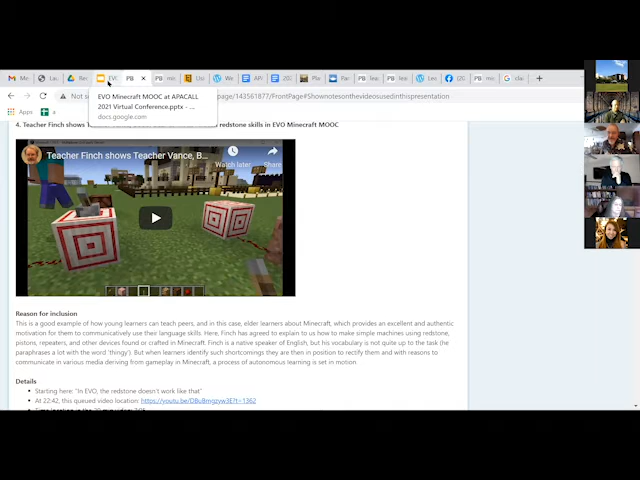 EVO Minecraft MOOC at APACALL
2021 Virtual Conference.pptx - ...
docs.google.com
page/143561877/FrontPage#Shownotesonthevideosusedinthispresentation
Apps
4. Teacher Finch shows T
redstone skills in EVO Minecraft MOOC
Teacher Finch shows Teacher Vance, B...
Watch later
Share
Reason for inclusion
This is a good example of how young learners can teach peers, and in this case, elder learners about Minecraft, which provides an excellent and authentic
motivation for them to communicatively use their language skills. Here, Finch has agreed to explain to us how to make simple machines using redstone,
pistons, repeaters, and other devices found or crafted in Minecraft. Finch is a native speaker of English, but his vocabulary is not quite up to the task (he
paraphrases a lot with the word 'thingy'). But when learners identify such shortcomings they are then in position to rectify them and with reasons to
communicate in various media deriving from gameplay in Minecraft, a process of autonomous learning is set in motion.
Details
Starting here: "In EVO, the redstone doesn't work like that"
At 22:42, this queued video location: